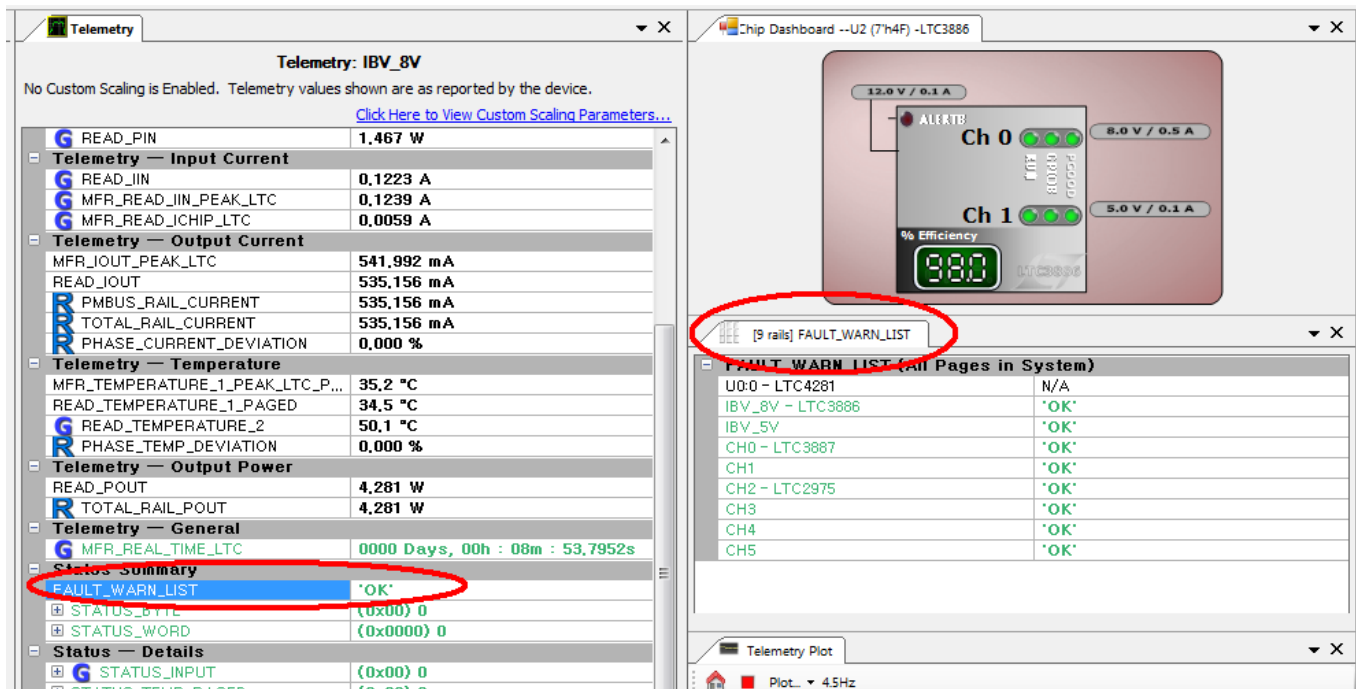 Telemetry
Telemetry: IBV_8V
No Custom Scaling is Enabled. Telemetry values shown are as reported by the device.
Click Here to View Custom Scaling Parameters...
G READ_PIN 1.467 W
Telemetry — Input Current
G READ_IIN 0.1223 A
G MFR_READ_IIN_PEAK_LTC 0.1239 A
G MFR_READ_ICHIP_LTC 0.0059 A
Telemetry — Output Current
MFR_IOUT_PEAK_LTC 541.992 mA
READ_IOUT 535.156 mA
R PMBUS_RAIL_CURRENT 535.156 mA
R TOTAL_RAIL_CURRENT 535.156 mA
R PHASE_CURRENT_DEVIATION 0.000 %
Telemetry — Temperature
MFR_TEMPERATURE_1_PEAK_LTC_P... 35.2 °C
READ_TEMPERATURE_1_PAGED 34.5 °C
G READ_TEMPERATURE_2 50.1 °C
R PHASE_TEMP_DEVIATION 0.000 %
Telemetry — Output Power
READ_POUT 4.281 W
R TOTAL_RAIL_POUT 4.281 W
Telemetry — General
G MFR_REAL_TIME_LTC 0000 Days, 00h : 08m : 53.7952s
Status Summary
FAULT_WARN_LIST "OK"
STATUS_BYTE (0x00) 0
STATUS_WORD (0x0000) 0
Status — Details
G STATUS_INPUT (0x00) 0
Chip Dashboard --U2 (7'h4F) -LTC3886
12.0 V / 0.1 A
ALERTB
Ch 0
8.0 V / 0.5 A
RUN
GPIOB
PGOOD
Ch 1
5.0 V / 0.1 A
% Efficiency
98.0
LTC3886
[9 rails] FAULT_WARN_LIST
FAULT_WARN_LIST (All Pages in System)
U0:0 - LTC4281 N/A
IBV_8V - LTC3886 "OK"
IBV_5V "OK"
CH0 - LTC3887 "OK"
CH1 "OK"
CH2 - LTC2975 "OK"
CH3 "OK"
CH4 "OK"
CH5 "OK"
Telemetry Plot
Plot... 4.5Hz